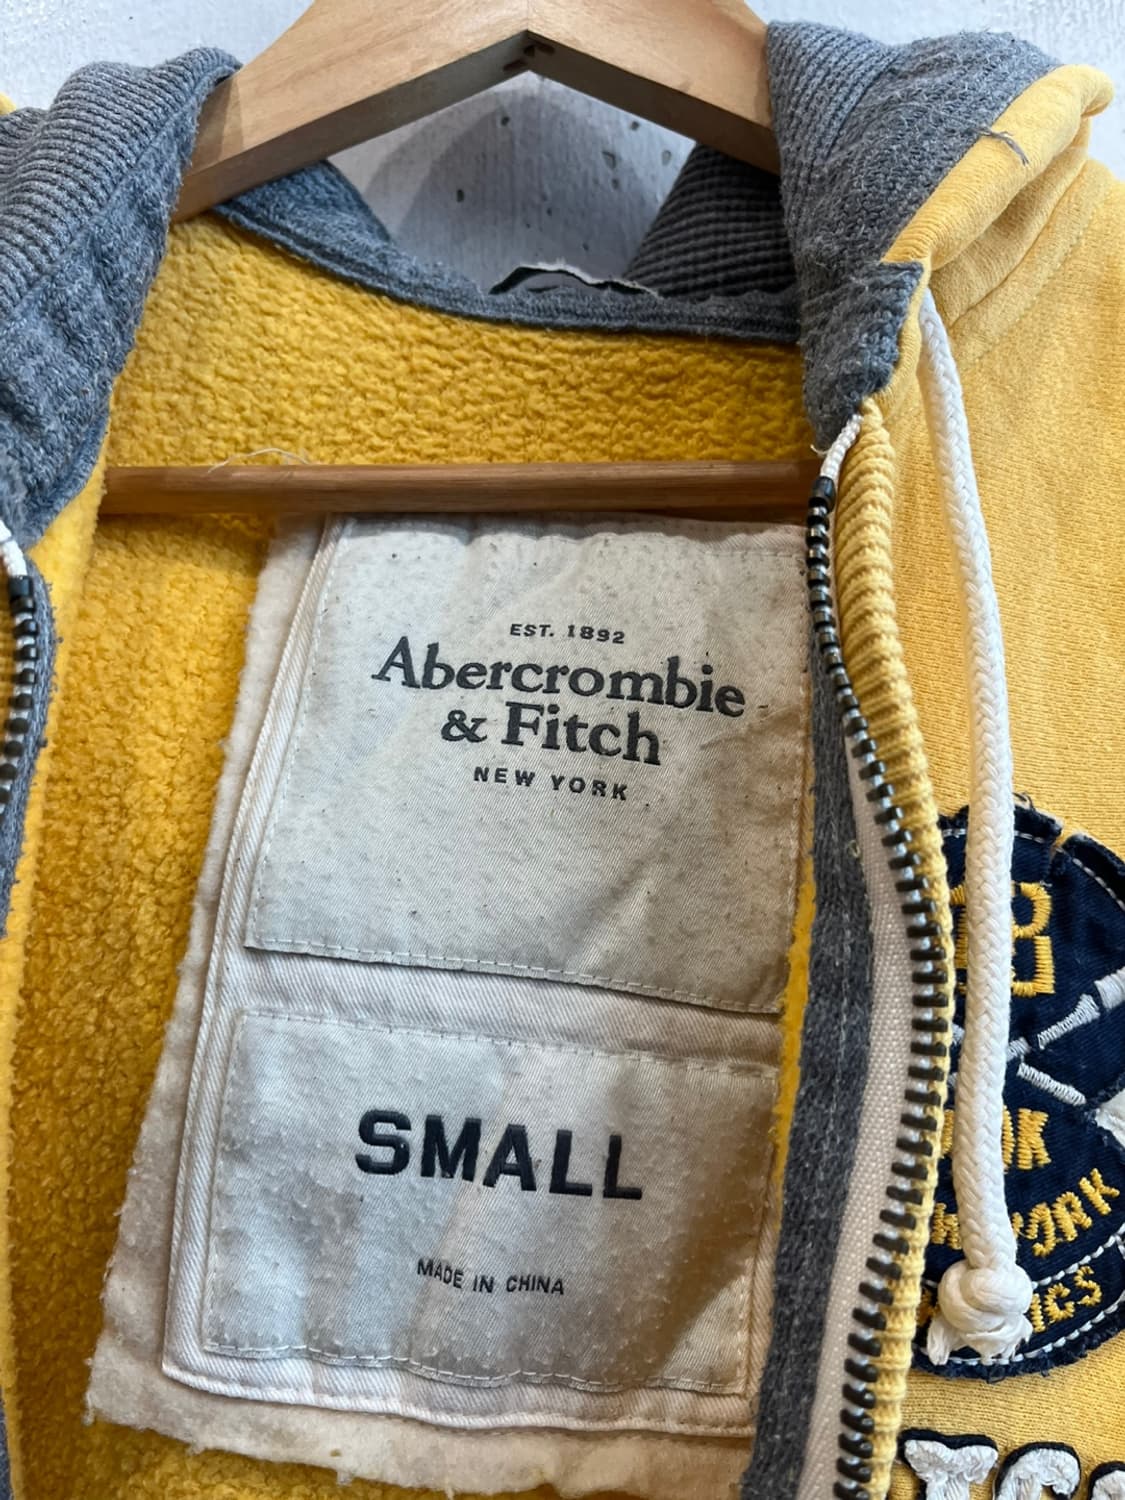 EST. 1892
Abercrombie
& Fitch
NEW YORK
SMALL
MADE IN CHINA